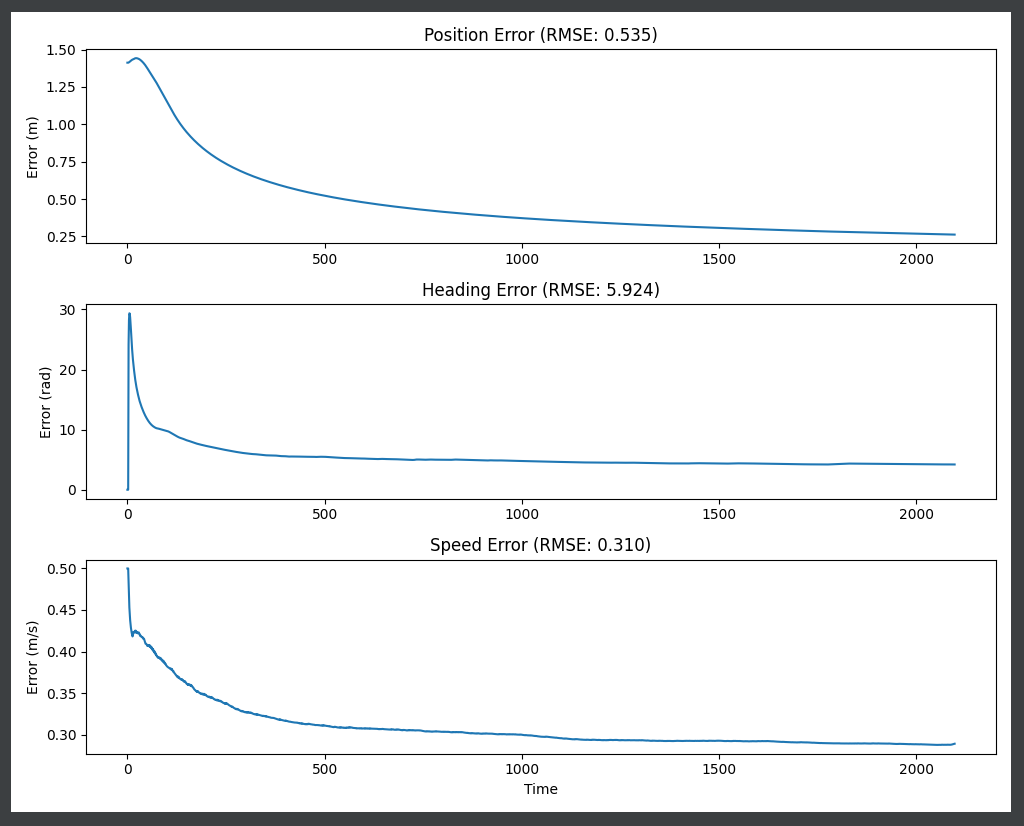 Position Error (RMSE: 0.535)
1.50
1.25
1.00
0.75
0.50
0.25
Error (m)
0 500 1000 1500 2000
Heading Error (RMSE: 5.924)
30
20
10
0
Error (rad)
0 500 1000 1500 2000
Speed Error (RMSE: 0.310)
0.50
0.45
0.40
0.35
0.30
Error (m/s)
0 500 1000 1500 2000
Time